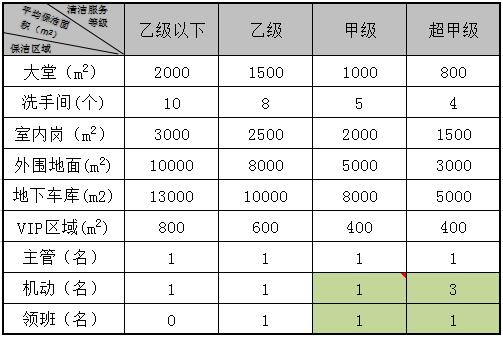 清洁服务等级 平均保洁面积（m²） 保洁区域 乙级以下 乙级 甲级 超甲级
大堂（m²） 2000 1500 1000 800
洗手间(个) 10 8 5 4
室内岗（m²） 3000 2500 2000 1500
外围地面(m²) 10000 8000 5000 3000
地下车库(m2) 13000 10000 8000 5000
VIP区域(m²) 800 600 400 400
主管（名） 1 1 1 1
机动（名） 1 1 1 3
领班（名） 0 1 1 1